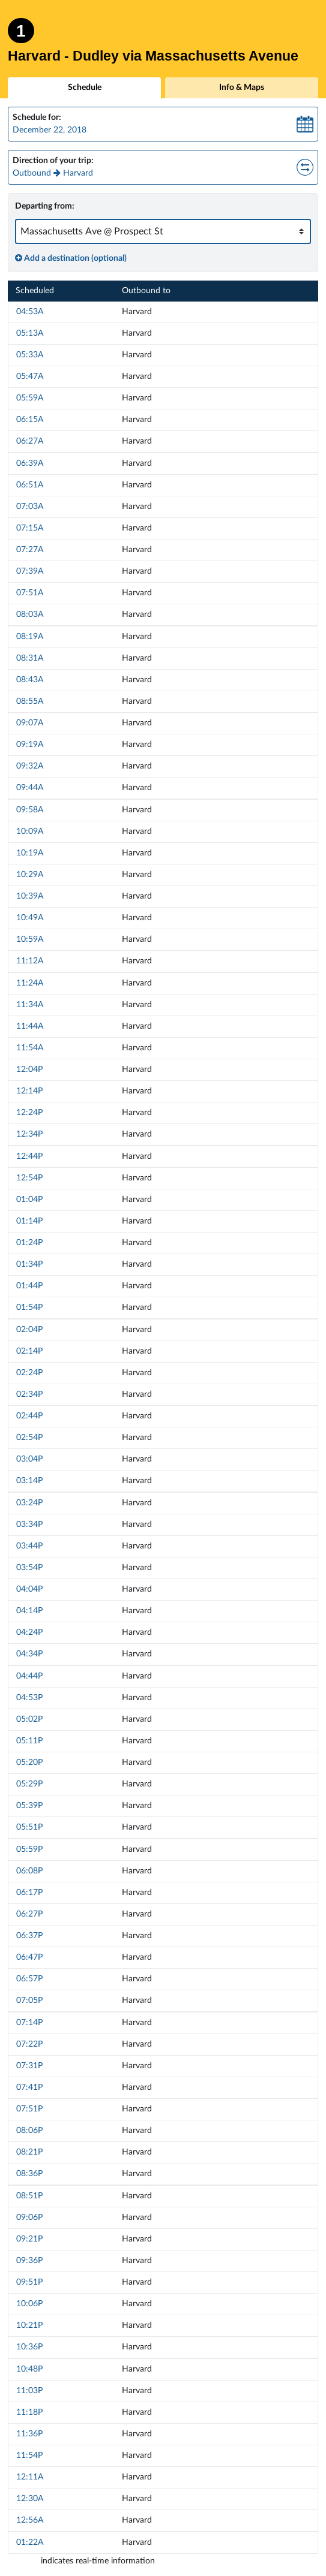 1
Harvard - Dudley via Massachusetts Avenue
Schedule Info & Maps
Schedule for:
December 22, 2018
Direction of your trip:
Outbound Harvard
Departing from:
Massachusetts Ave @ Prospect St
Add a destination (optional)
Scheduled Outbound to
04:53A Harvard
05:13A Harvard
05:33A Harvard
05:47A Harvard
05:59A Harvard
06:15A Harvard
06:27A Harvard
06:39A Harvard
06:51A Harvard
07:03A Harvard
07:15A Harvard
07:27A Harvard
07:39A Harvard
07:51A Harvard
08:03A Harvard
08:19A Harvard
08:31A Harvard
08:43A Harvard
08:55A Harvard
09:07A Harvard
09:19A Harvard
09:32A Harvard
09:44A Harvard
09:58A Harvard
10:09A Harvard
10:19A Harvard
10:29A Harvard
10:39A Harvard
10:49A Harvard
10:59A Harvard
11:12A Harvard
11:24A Harvard
11:34A Harvard
11:44A Harvard
11:54A Harvard
12:04P Harvard
12:14P Harvard
12:24P Harvard
12:34P Harvard
12:44P Harvard
12:54P Harvard
01:04P Harvard
01:14P Harvard
01:24P Harvard
01:34P Harvard
01:44P Harvard
01:54P Harvard
02:04P Harvard
02:14P Harvard
02:24P Harvard
02:34P Harvard
02:44P Harvard
02:54P Harvard
03:04P Harvard
03:14P Harvard
03:24P Harvard
03:34P Harvard
03:44P Harvard
03:54P Harvard
04:04P Harvard
04:14P Harvard
04:24P Harvard
04:34P Harvard
04:44P Harvard
04:53P Harvard
05:02P Harvard
05:11P Harvard
05:20P Harvard
05:29P Harvard
05:39P Harvard
05:51P Harvard
05:59P Harvard
06:08P Harvard
06:17P Harvard
06:27P Harvard
06:37P Harvard
06:47P Harvard
06:57P Harvard
07:05P Harvard
07:14P Harvard
07:22P Harvard
07:31P Harvard
07:41P Harvard
07:51P Harvard
08:06P Harvard
08:21P Harvard
08:36P Harvard
08:51P Harvard
09:06P Harvard
09:21P Harvard
09:36P Harvard
09:51P Harvard
10:06P Harvard
10:21P Harvard
10:36P Harvard
10:48P Harvard
11:03P Harvard
11:18P Harvard
11:36P Harvard
11:54P Harvard
12:11A Harvard
12:30A Harvard
12:56A Harvard
01:22A Harvard
indicates real-time information